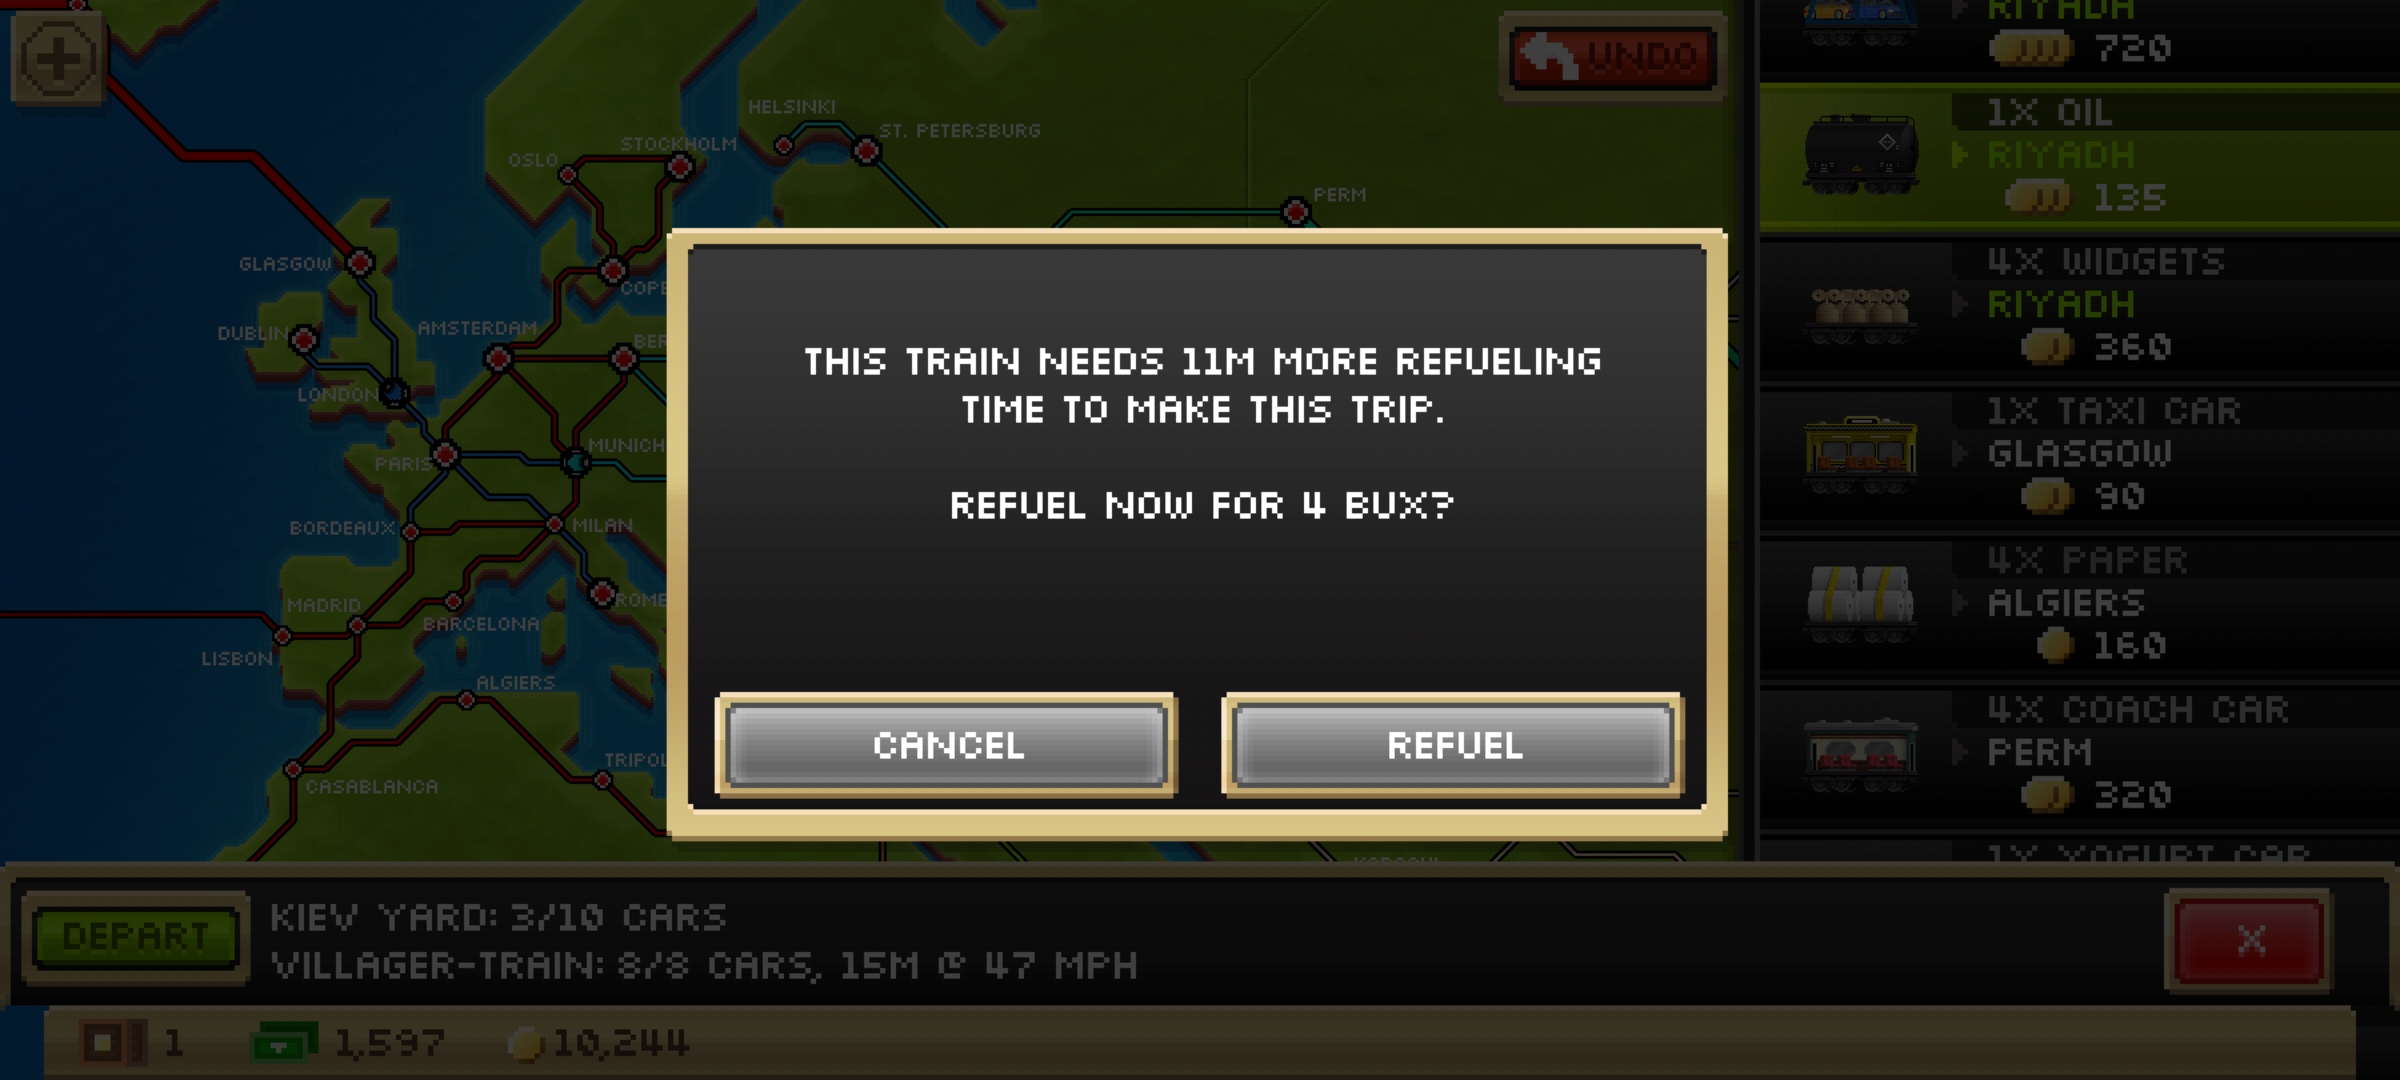 UNDO
HELSINKI
ST. PETERSBURG
STOCKHOLM
OSLO
PERM
GLASGOW
DUBLIN
AMSTERDAM
LONDON
MUNICH
PARIS
BORDEAUX
MILAN
MADRID
BARCELONA
ROME
LISBON
ALGIERS
CASABLANCA
THIS TRAIN NEEDS 11M MORE REFUELING
TIME TO MAKE THIS TRIP.
REFUEL NOW FOR 4 BUX?
CANCEL
REFUEL
RIYADH
720
1X OIL
RIYADH
135
4X WIDGETS
RIYADH
360
1X TAXI CAR
GLASGOW
90
4X PAPER
ALGIERS
160
4X COACH CAR
PERM
320
1X YOGURT CAR
DEPART
KIEV YARD: 3/10 CARS
VILLAGER-TRAIN: 8/8 CARS, 15M @ 47 MPH
X
1
1,597
10,244